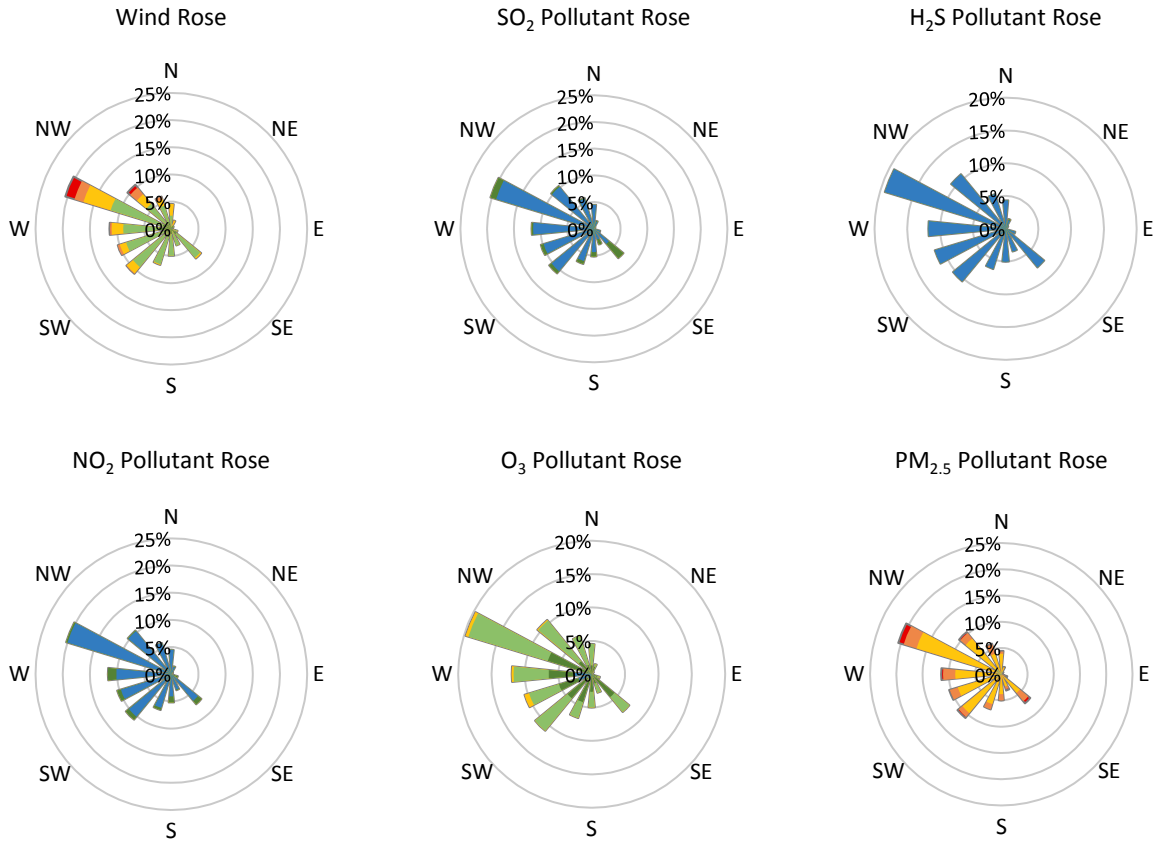 Wind Rose
N
25%
20%
15%
10%
5%
0%
NW
NE
W
E
SW
SE
S
SO₂ Pollutant Rose
N
25%
20%
15%
10%
5%
0%
NW
NE
W
E
SW
SE
S
H₂S Pollutant Rose
N
20%
15%
10%
5%
0%
NW
NE
W
E
SW
SE
S
NO₂ Pollutant Rose
N
25%
20%
15%
10%
5%
0%
NW
NE
W
E
SW
SE
S
O₃ Pollutant Rose
N
20%
15%
10%
5%
0%
NW
NE
W
E
SW
SE
S
PM₂.₅ Pollutant Rose
N
25%
20%
15%
10%
5%
0%
NW
NE
W
E
SW
SE
S